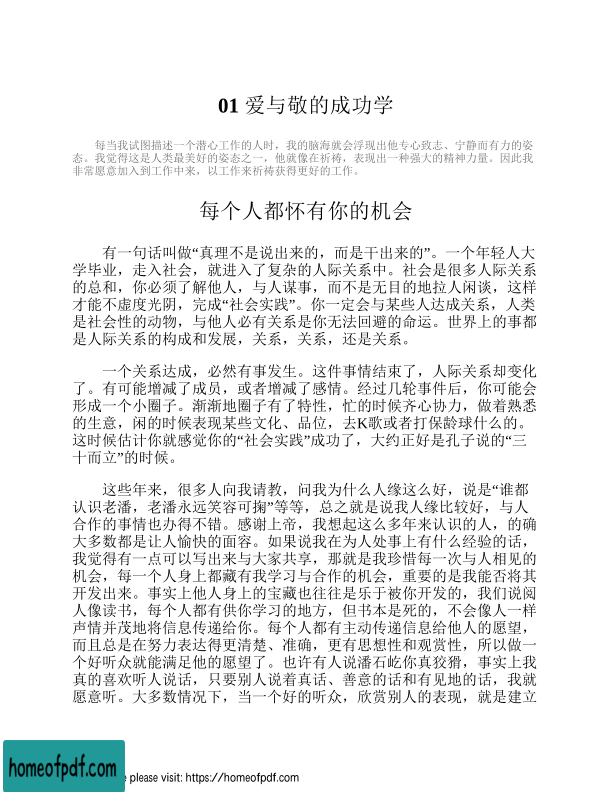 01 爱与敬的成功学
每当我试图描述一个潜心工作的人时，我的脑海就会浮现出他专心致志、宁静而有力的姿
态。我觉得这是人类最美好的姿态之一，他就像在祈祷，表现出一种强大的精神力量。因此我
非常愿意加入到工作中来，以工作来祈祷获得更好的工作。
每个人都怀有你的机会
有一句话叫做“真理不是说出来的，而是干出来的”。一个年轻人大
学毕业，走入社会，就进入了复杂的人际关系中。社会是很多人际关系
的总和，你必须了解他人，与人谋事，而不是无目的地拉人闲谈，这样
才能不虚度光阴，完成“社会实践”。你一定会与某些人达成关系，人类
是社会性的动物，与他人必有关系是你无法回避的命运。世界上的事都
是人际关系的构成和发展，关系，关系，还是关系。
一个关系达成，必然有事发生。这件事情结束了，人际关系却变化
了。有可能增减了成员，或者增减了感情。经过几轮事件后，你可能会
形成一个小圈子。渐渐地圈子有了特性，忙的时候齐心协力，做着熟悉
的生意，闲的时候表现某些文化、品位，去K歌或者打保龄球什么的。
这时候估计你就感觉你的“社会实践”成功了，大约正好是孔子说的“三
十而立”的时候。
这些年来，很多人向我请教，问我为什么人缘这么好，说是“谁都
认识老潘，老潘永远笑容可掬”等等，总之就是说我人缘比较好，与人
合作的事情也办得不错。感谢上帝，我想起这么多年来认识的人，的确
大多数都是让人愉快的面容。如果说我在为人处事上有什么经验的话，
我觉得有一点可以写出来与大家共享，那就是我珍惜每一次与人相见的
机会，每一个人身上都藏有我学习与合作的机会，重要的是我能否将其
开发出来。事实上他人身上的宝藏也往往是乐于被你开发的，我们说阅
人像读书，每个人都有供你学习的地方，但书本是死的，不会像人一样
声情并茂地将信息传递给你。每个人都有主动传递信息给他人的愿望，
而且总是在努力表达得更清楚、准确，更有思想性和观赏性，所以做一
个好听众就能满足他的愿望了。也许有人说潘石屹你真狡猾，事实上我
真的喜欢听人说话，只要别人说着真话、善意的话和有见地的话，我就
愿意听。大多数情况下，当一个好的听众，欣赏别人的表现，就是建立
homeofpdf.com
e please visit: https://homeofpdf.com